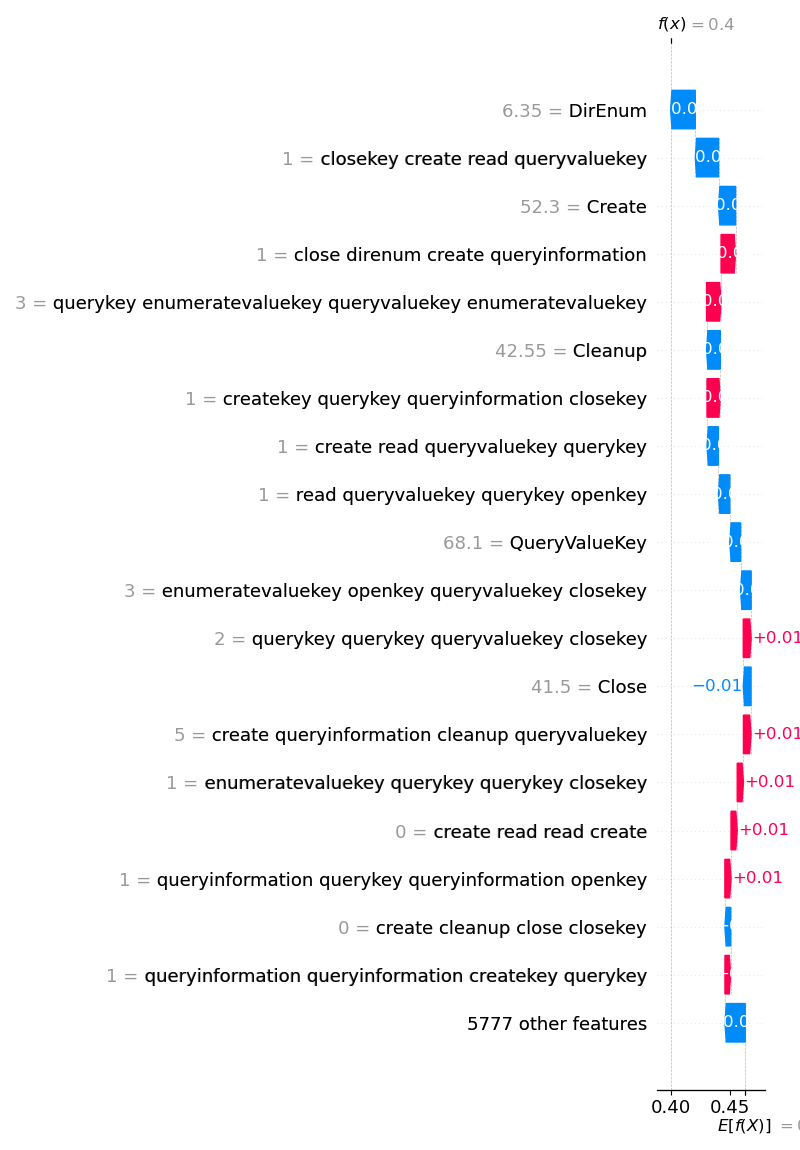 f(x) = 0.4
6.35 = DirEnum
1 = closekey create read queryvaluekey
52.3 = Create
1 = close direnum create queryinformation
3 = querykey enumeratevaluekey queryvaluekey enumeratevaluekey
42.55 = Cleanup
1 = createkey querykey queryinformation closekey
1 = create read queryvaluekey querykey
1 = read queryvaluekey querykey openkey
68.1 = QueryValueKey
3 = enumeratevaluekey openkey queryvaluekey closekey
2 = querykey querykey queryvaluekey closekey +0.01
41.5 = Close −0.01
5 = create queryinformation cleanup queryvaluekey +0.01
1 = enumeratevaluekey querykey querykey closekey +0.01
0 = create read read create +0.01
1 = queryinformation querykey queryinformation openkey +0.01
0 = create cleanup close closekey
1 = queryinformation queryinformation createkey querykey
5777 other features
0.40 0.45
E[f(X)] =